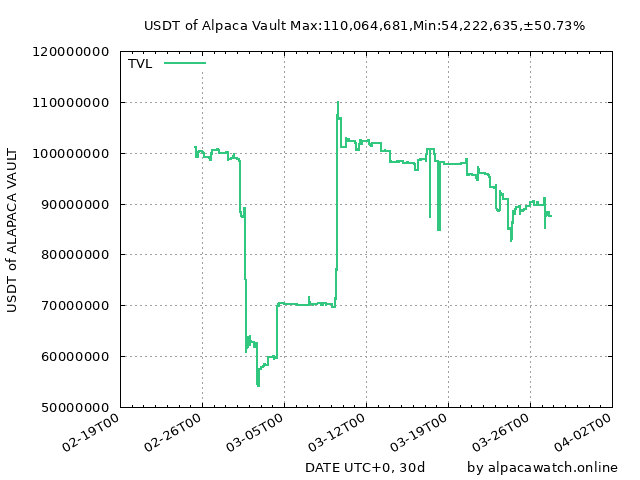 USDT of Alpaca Vault Max:110,064,681,Min:54,222,635,±50.73%
120000000
TVL
110000000
100000000
90000000
80000000
70000000
60000000
50000000
USDT of ALAPACA VAULT
02-19T00
02-26T00
03-05T00
03-12T00
03-19T00
03-26T00
04-02T00
DATE UTC+0, 30d
by alpacawatch.online